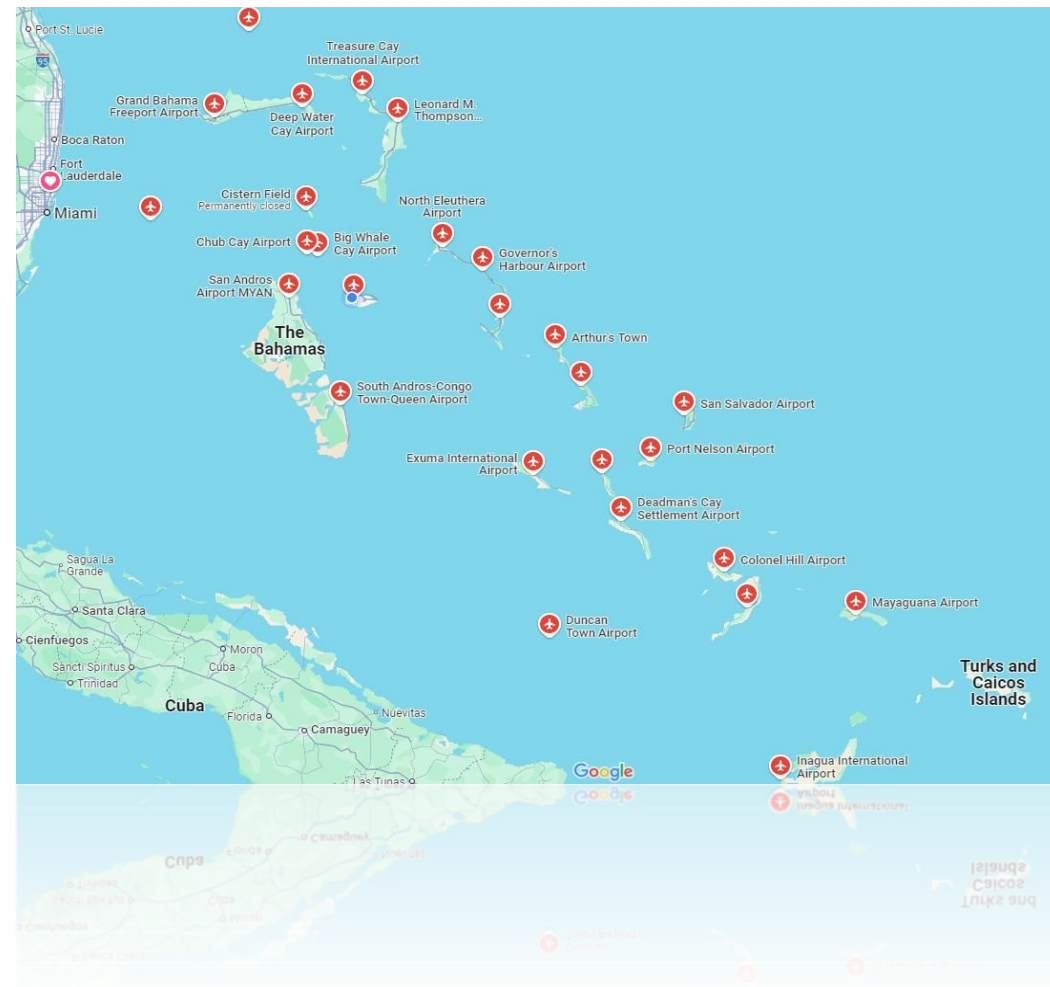 Port St. Lucie
95
Treasure Cay
International Airport
Grand Bahama
Freeport Airport
Deep Water
Cay Airport
Leonard M.
Thompson...
Boca Raton
Fort
Lauderdale
Miami
Cistern Field
Permanently closed
North Eleuthera
Airport
Chub Cay Airport
Big Whale
Cay Airport
Governor's
Harbour Airport
San Andros
Airport MYAN
The
Bahamas
Arthur's Town
South Andros-Congo
Town-Queen Airport
San Salvador Airport
Exuma International
Airport
Port Nelson Airport
Deadman's Cay
Settlement Airport
Colonel Hill Airport
Sagua La
Grande
Santa Clara
Mayaguana Airport
Duncan
Town Airport
Cienfuegos
Moron
Sancti Spiritus
Cuba
Trinidad
Turks and
Caicos
Islands
Cuba
Florida
Nuevitas
Camaguey
Las Tunas
Google
Inagua International
Airport